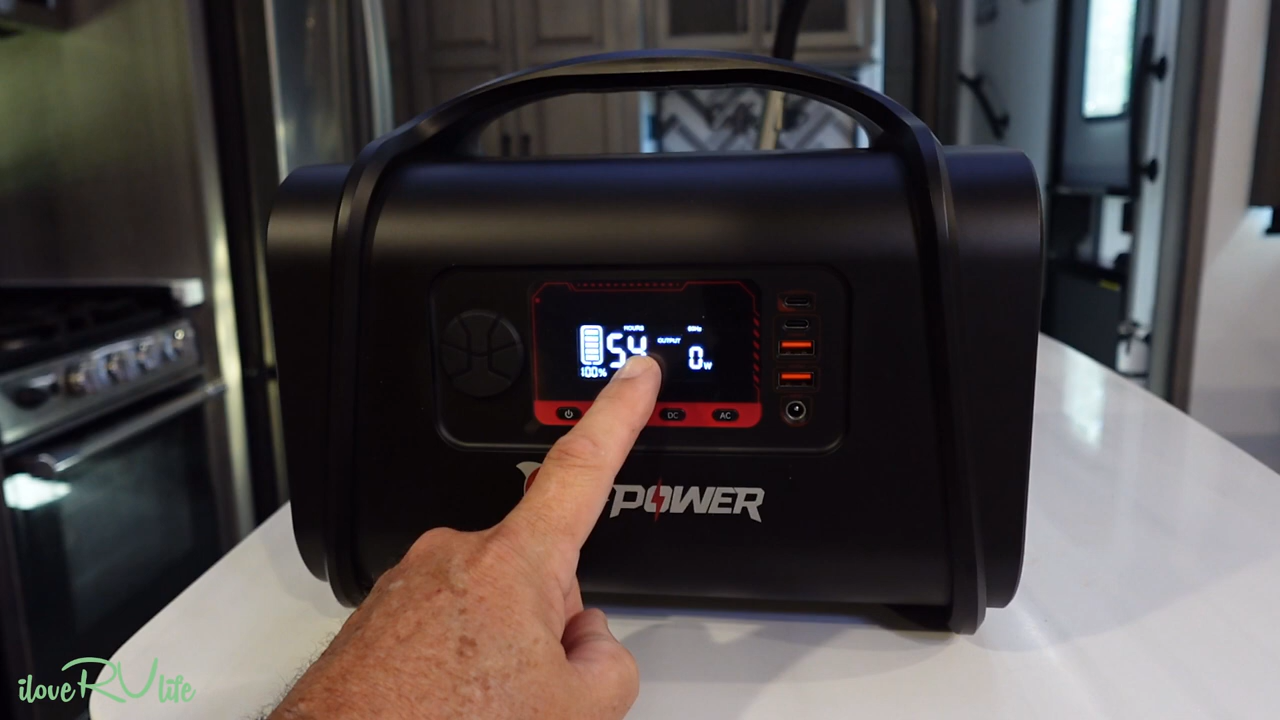 HOURS
60Hz
54
OUTPUT
0W
100%
DC
AC
POWER
iloveRVlife